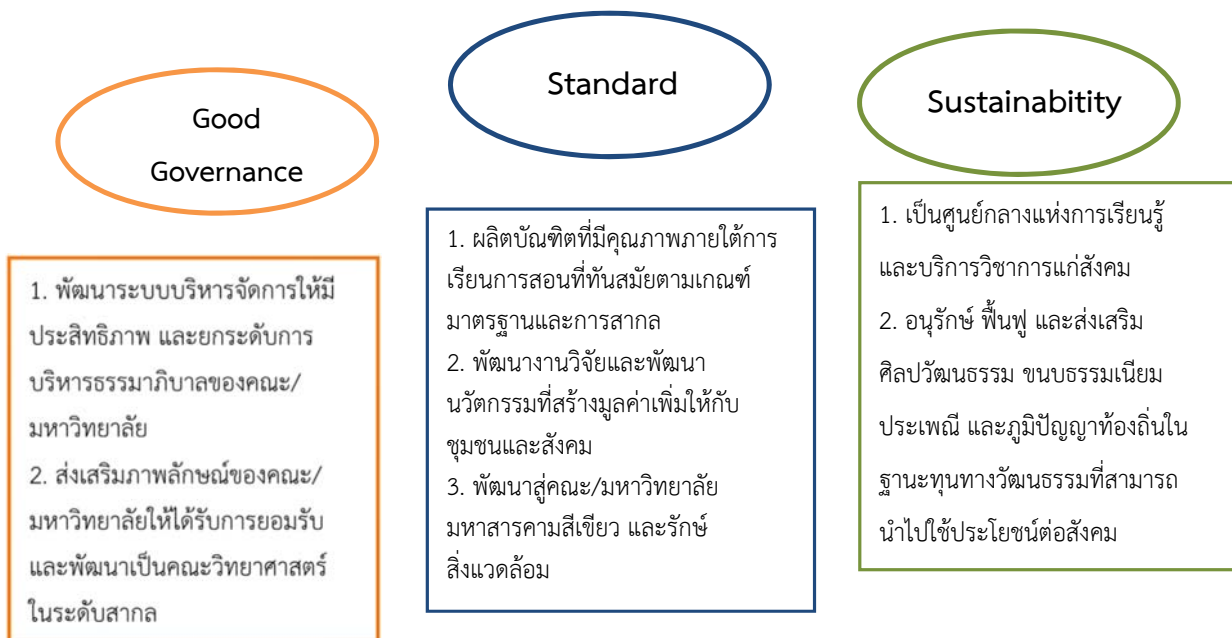 Good
Governance
1. พัฒนาระบบบริหารจัดการให้มี
ประสิทธิภาพ และยกระดับการ
บริหารธรรมาภิบาลของคณะ/
มหาวิทยาลัย
2. ส่งเสริมภาพลักษณ์ของคณะ/
มหาวิทยาลัยให้ได้รับการยอมรับ
และพัฒนาเป็นคณะวิทยาศาสตร์
ในระดับสากล
Standard
1. ผลิตบัณฑิตที่มีคุณภาพภายใต้การ
เรียนการสอนที่ทันสมัยตามเกณฑ์
มาตรฐานและการสากล
2. พัฒนางานวิจัยและพัฒนา
นวัตกรรมที่สร้างมูลค่าเพิ่มให้กับ
ชุมชนและสังคม
3. พัฒนาสู่คณะ/มหาวิทยาลัย
มหาสารคามสีเขียว และรักษ์
สิ่งแวดล้อม
Sustainabitity
1. เป็นศูนย์กลางแห่งการเรียนรู้
และบริการวิชาการแก่สังคม
2. อนุรักษ์ ฟื้นฟู และส่งเสริม
ศิลปวัฒนธรรม ขนบธรรมเนียม
ประเพณี และภูมิปัญญาท้องถิ่นใน
ฐานะทุนทางวัฒนธรรมที่สามารถ
นำไปใช้ประโยชน์ต่อสังคม